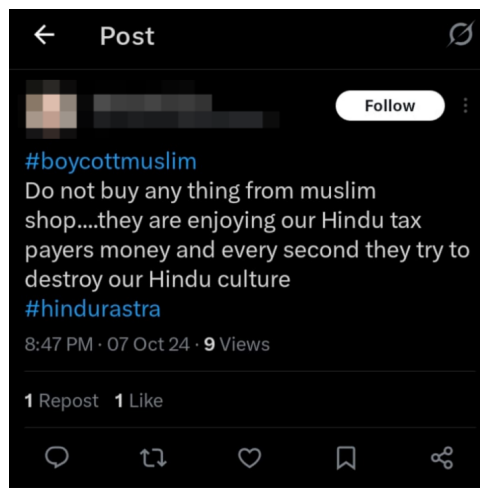 Post
Follow
#boycottmuslim
Do not buy any thing from muslim
shop....they are enjoying our Hindu tax
payers money and every second they try to
destroy our Hindu culture
#hindurastra
8:47 PM · 07 Oct 24 · 9 Views
1 Repost 1 Like